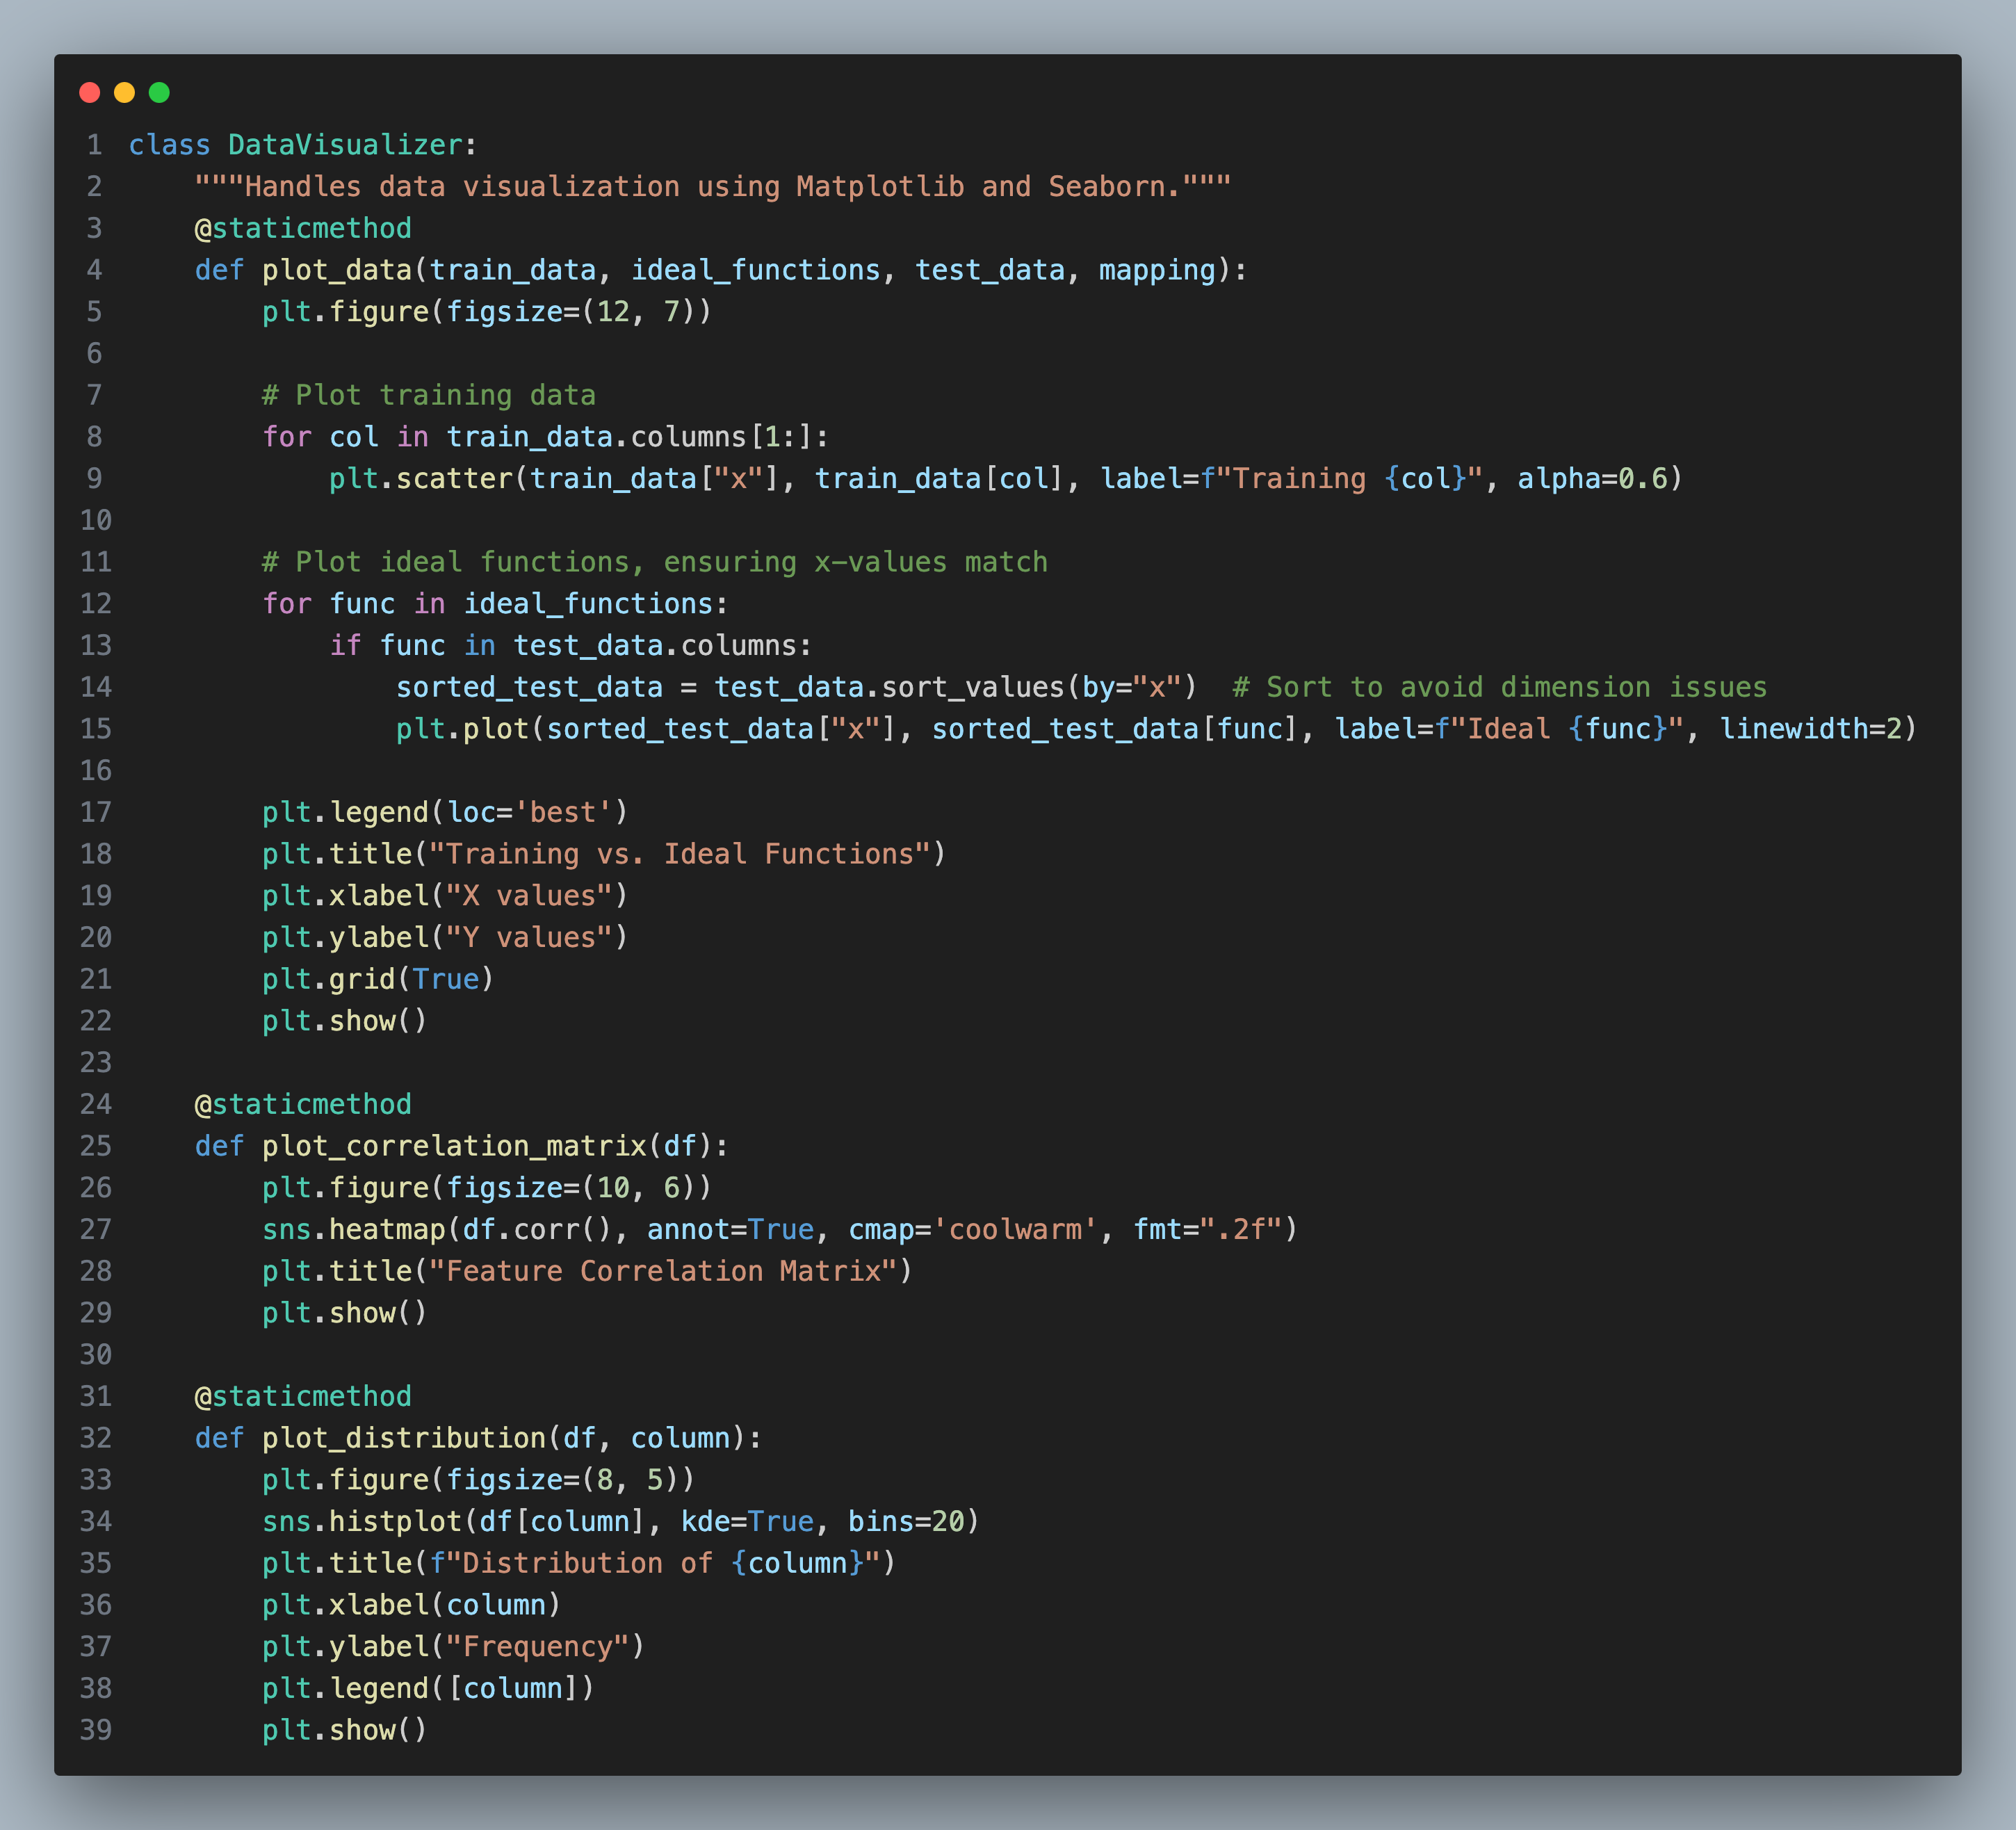 1 class DataVisualizer:
2     """Handles data visualization using Matplotlib and Seaborn."""
3     @staticmethod
4     def plot_data(train_data, ideal_functions, test_data, mapping):
5         plt.figure(figsize=(12, 7))
6
7         # Plot training data
8         for col in train_data.columns[1:]:
9             plt.scatter(train_data["x"], train_data[col], label=f"Training {col}", alpha=0.6)
10
11         # Plot ideal functions, ensuring x-values match
12         for func in ideal_functions:
13             if func in test_data.columns:
14                 sorted_test_data = test_data.sort_values(by="x")  # Sort to avoid dimension issues
15                 plt.plot(sorted_test_data["x"], sorted_test_data[func], label=f"Ideal {func}", linewidth=2)
16
17         plt.legend(loc='best')
18         plt.title("Training vs. Ideal Functions")
19         plt.xlabel("X values")
20         plt.ylabel("Y values")
21         plt.grid(True)
22         plt.show()
23
24     @staticmethod
25     def plot_correlation_matrix(df):
26         plt.figure(figsize=(10, 6))
27         sns.heatmap(df.corr(), annot=True, cmap='coolwarm', fmt=".2f")
28         plt.title("Feature Correlation Matrix")
29         plt.show()
30
31     @staticmethod
32     def plot_distribution(df, column):
33         plt.figure(figsize=(8, 5))
34         sns.histplot(df[column], kde=True, bins=20)
35         plt.title(f"Distribution of {column}")
36         plt.xlabel(column)
37         plt.ylabel("Frequency")
38         plt.legend([column])
39         plt.show()